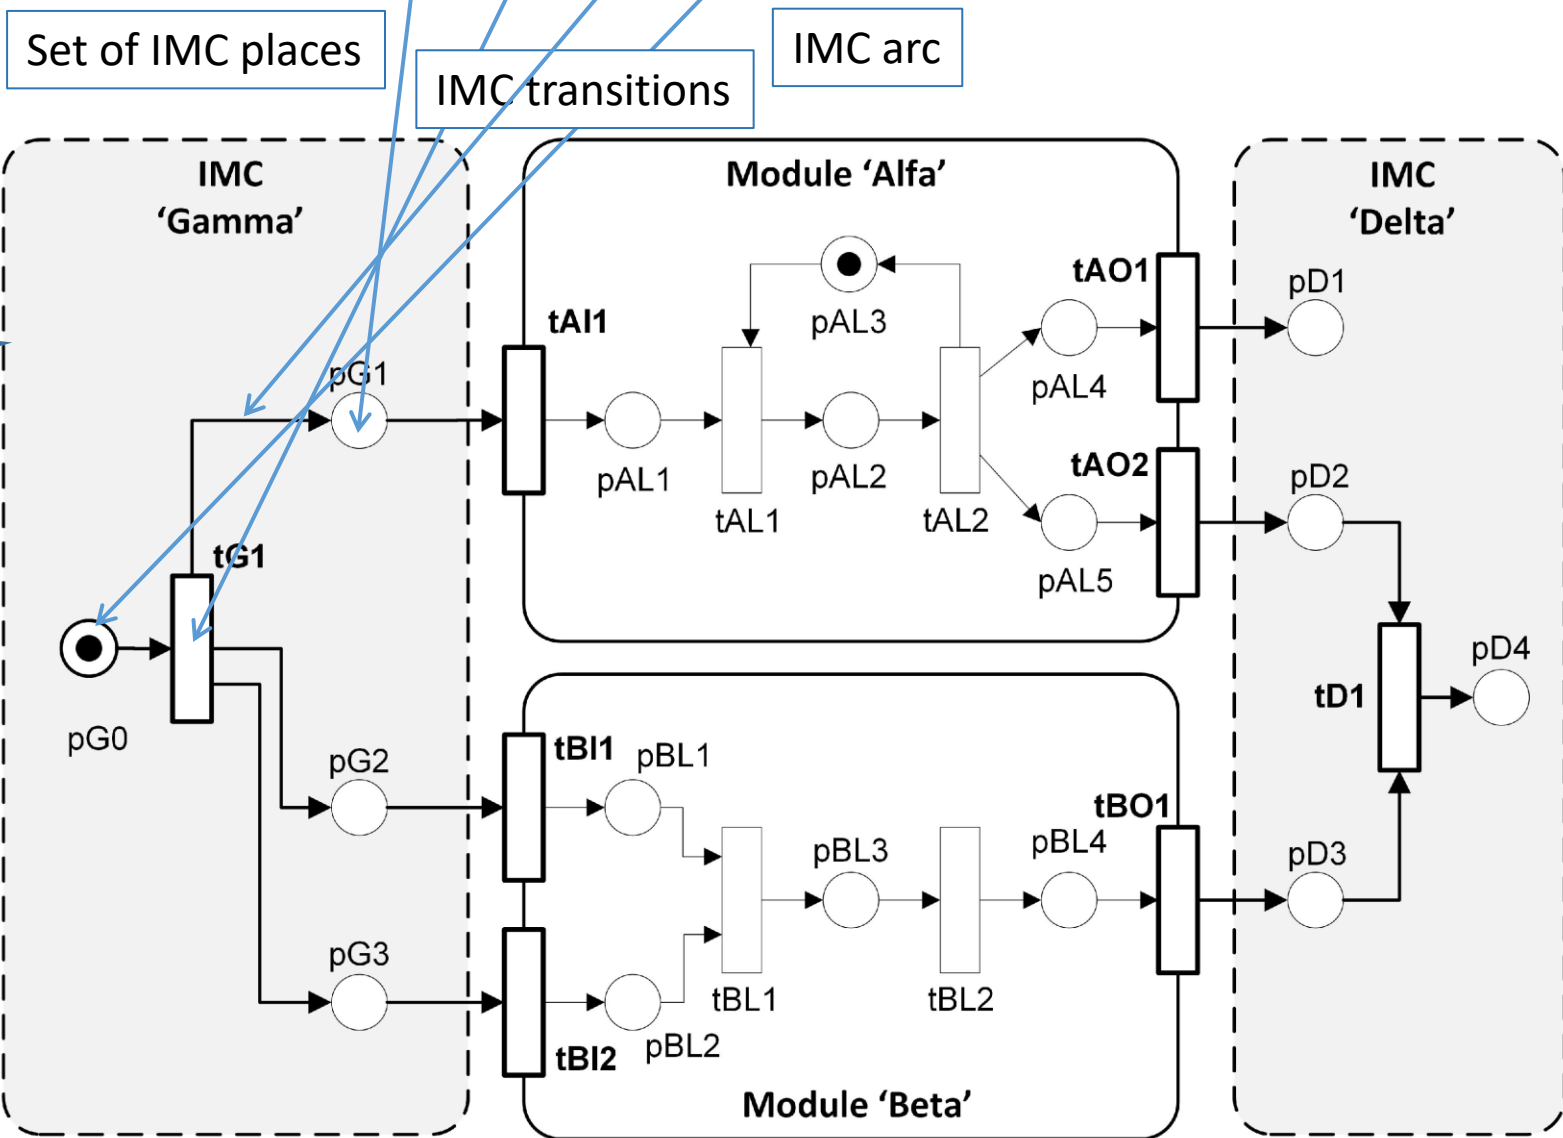 Set of IMC places
IMC transitions
IMC arc
IMC
‘Gamma’
pG0
tG1
pG1
pG2
pG3
Module ‘Alfa’
tAI1
pAL1
tAL1
pAL3
pAL2
tAL2
pAL4
pAL5
tAO1
tAO2
tBI1
tBI2
pBL1
pBL2
tBL1
pBL3
tBL2
pBL4
tBO1
Module ‘Beta’
IMC
‘Delta’
pD1
pD2
tD1
pD4
pD3